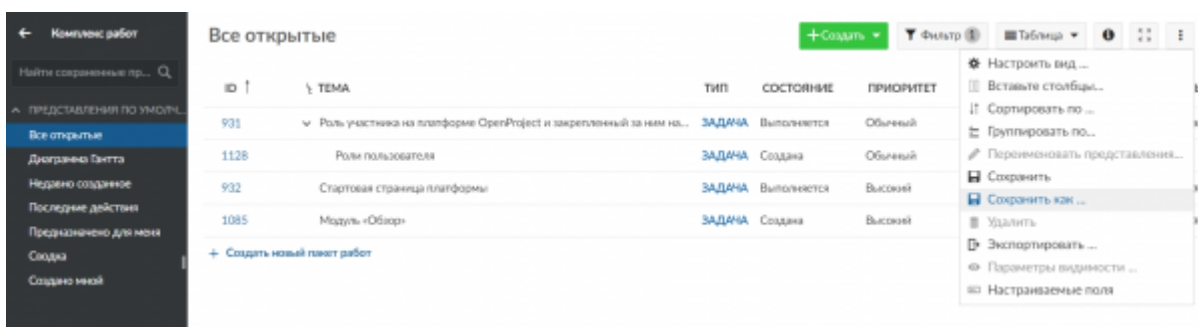 Комплекс работ
Все открытые
+ Создать
Фильтр 1
Таблица
Найти сохраненные пр...
ПРЕДСТАВЛЕНИЯ ПО УМОЛЧ...
Все открытые
Диаграмма Гантта
Недавно созданное
Последние действия
Предназначено для меня
Сводка
Создано мной
ID ТЕМА ТИП СОСТОЯНИЕ ПРИОРИТЕТ
931 Роль участника на платформе OpenProject и закрепленный за ним на... ЗАДАЧА Выполняется Обычный
1128 Роли пользователя ЗАДАЧА Создана Обычный
932 Стартовая страница платформы ЗАДАЧА Выполняется Высокий
1085 Модуль «Обзор» ЗАДАЧА Создана Высокий
+ Создать новый пакет работ
Настроить вид ...
Вставьте столбцы...
Сортировать по ...
Группировать по...
Переименовать представления...
Сохранить
Сохранить как ...
Удалить
Экспортировать ...
Параметры видимости ...
Настраиваемые поля